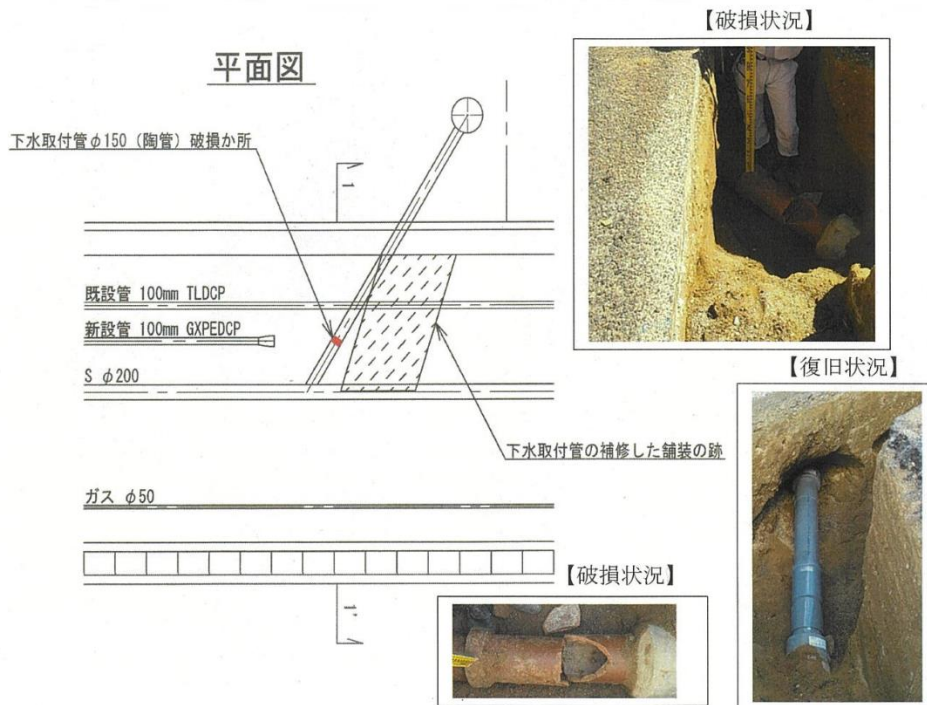 【破損状況】
平面図
下水取付管φ150(陶管)破損か所
1
既設管 100mm TLDCP
新設管 100mm GXPEDCP
S φ200
【復旧状況】
下水取付管の補修した舗装の跡
ガス φ50
【破損状況】
1'